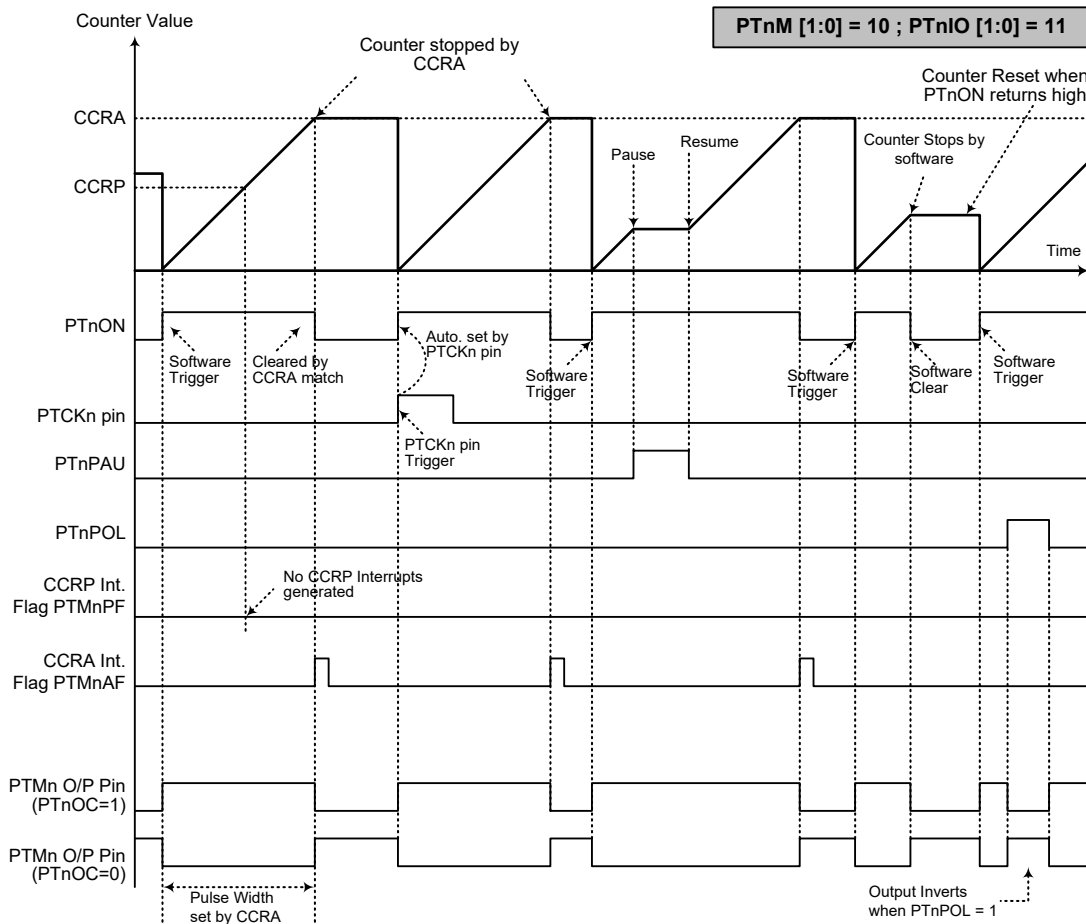 Counter Value
PTnM [1:0] = 10 ; PTnIO [1:0] = 11
Counter stopped by
CCRA
Counter Reset when
PTnON returns high
CCRA
Counter Stops by
software
Pause
Resume
CCRP
Time
PTnON
Software
Trigger
Cleared by
CCRA match
Auto. set by
PTCKn pin
Software
Trigger
Software
Trigger
Software
Clear
Software
Trigger
PTCKn pin
PTCKn pin
Trigger
PTnPAU
PTnPOL
CCRP Int.
Flag PTMnPF
No CCRP Interrupts
generated
CCRA Int.
Flag PTMnAF
PTMn O/P Pin
(PTnOC=1)
PTMn O/P Pin
(PTnOC=0)
Pulse Width
set by CCRA
Output Inverts
when PTnPOL = 1